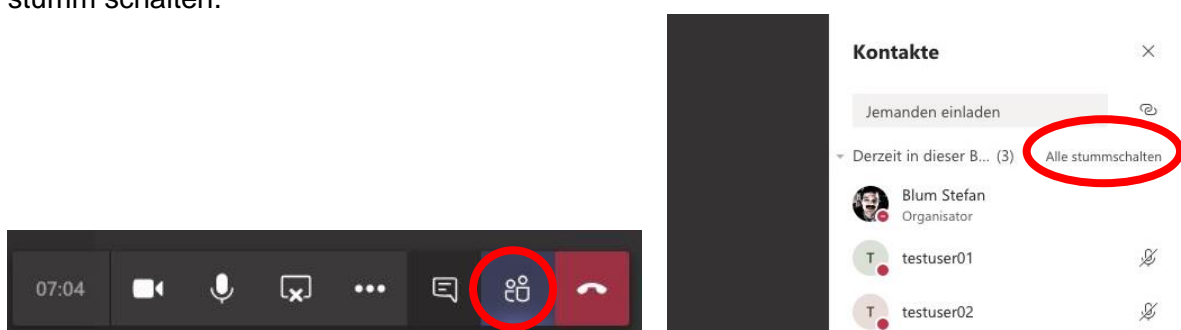 stumm schalten.
Kontakte
Jemanden einladen
Derzeit in dieser B... (3) Alle stummschalten
Blum Stefan
Organisator
T testuser01
T testuser02
07:04